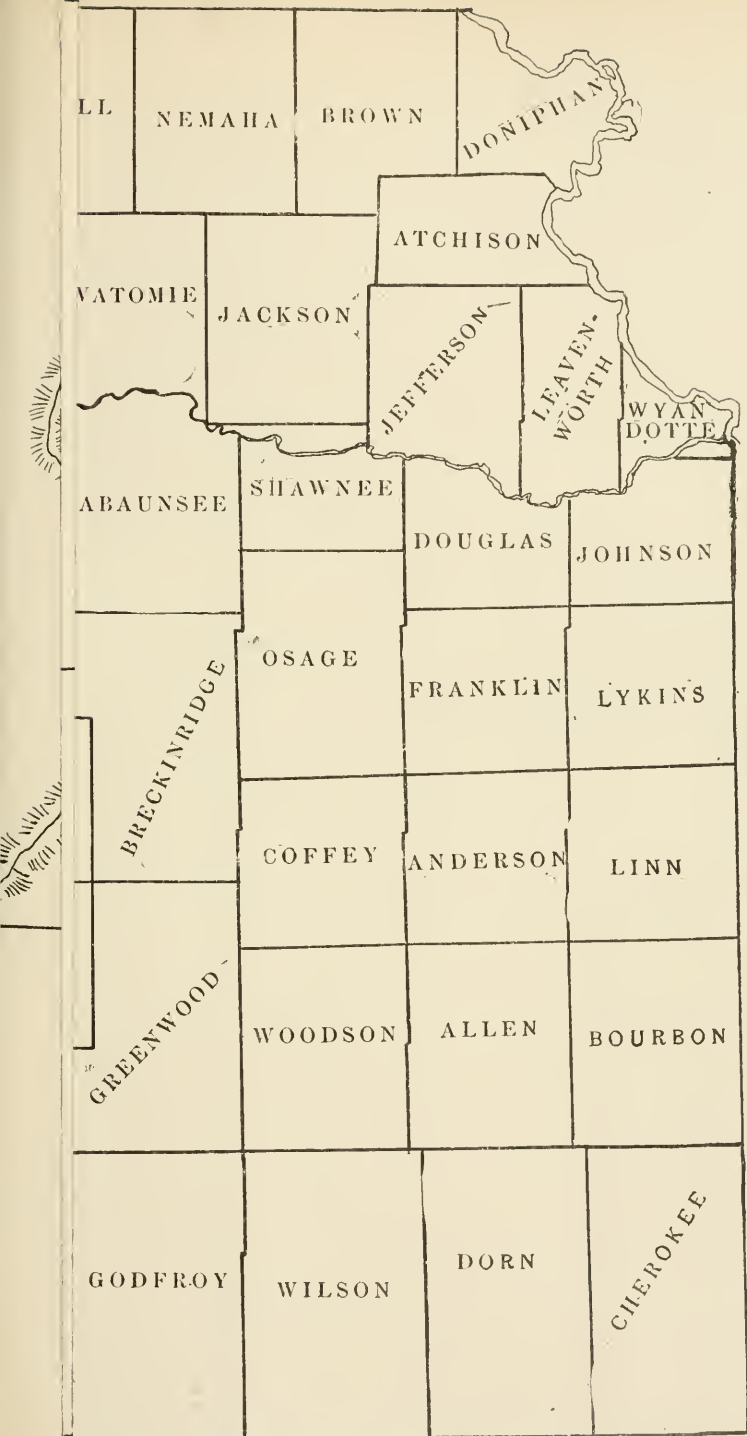 LL
NEMAHA
BROWN
DONIPHAN
ATCHISON
VATOMIE
JACKSON
JEFFERSON
LEAVEN-
WORTH
WYAN
DOTTE
ABAUNSEE
SHAWNEE
DOUGLAS
JOHNSON
BRECKINRIDGE
OSAGE
FRANKLIN
LYKINS
COFFEY
ANDERSON
LINN
GREENWOOD
WOODSON
ALLEN
BOURBON
GODFROY
WILSON
DORN
CHEROKEE